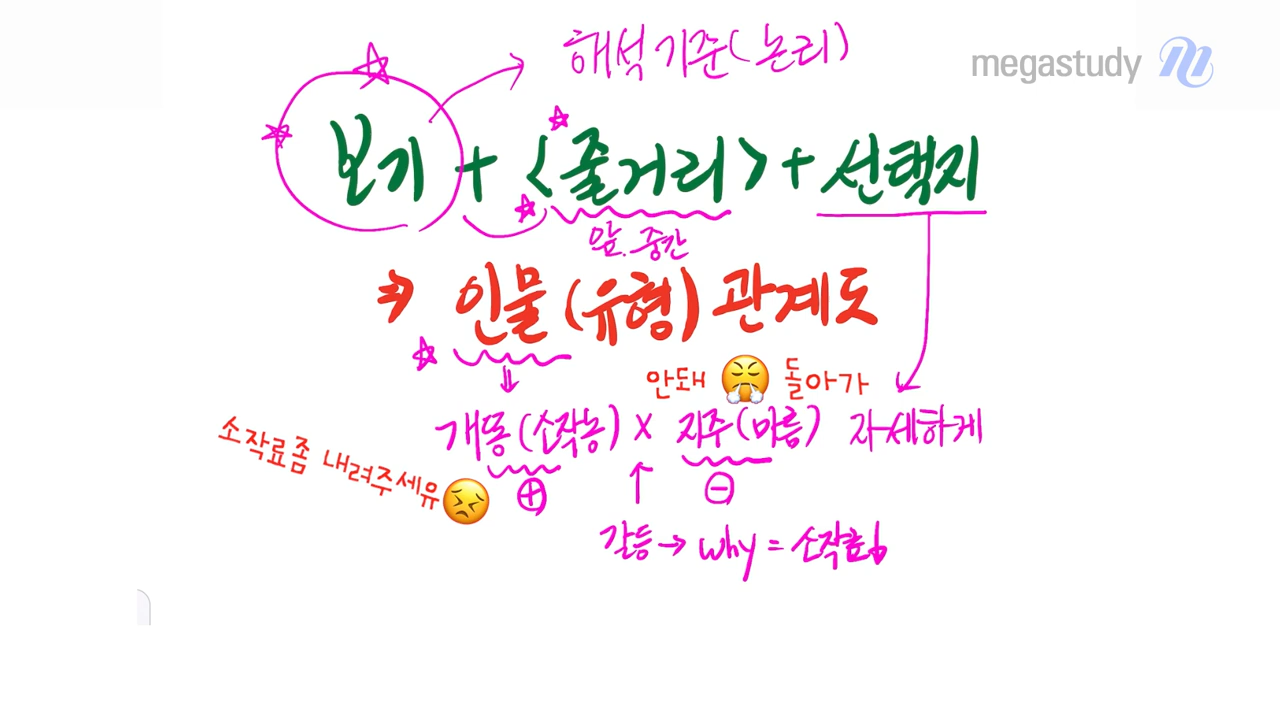 해석 기준(논리)
megastudy
보기 + <줄거리> + 선택지
앞. 중간
⇒ 인물(유형) 관계도
안돼 😤 돌아가
개똥(소작농) x 지주(마름) 자세하게
소작료좀 내려주세유 😣
⊕ ↑ ⊖
갈등 → why = 소작료